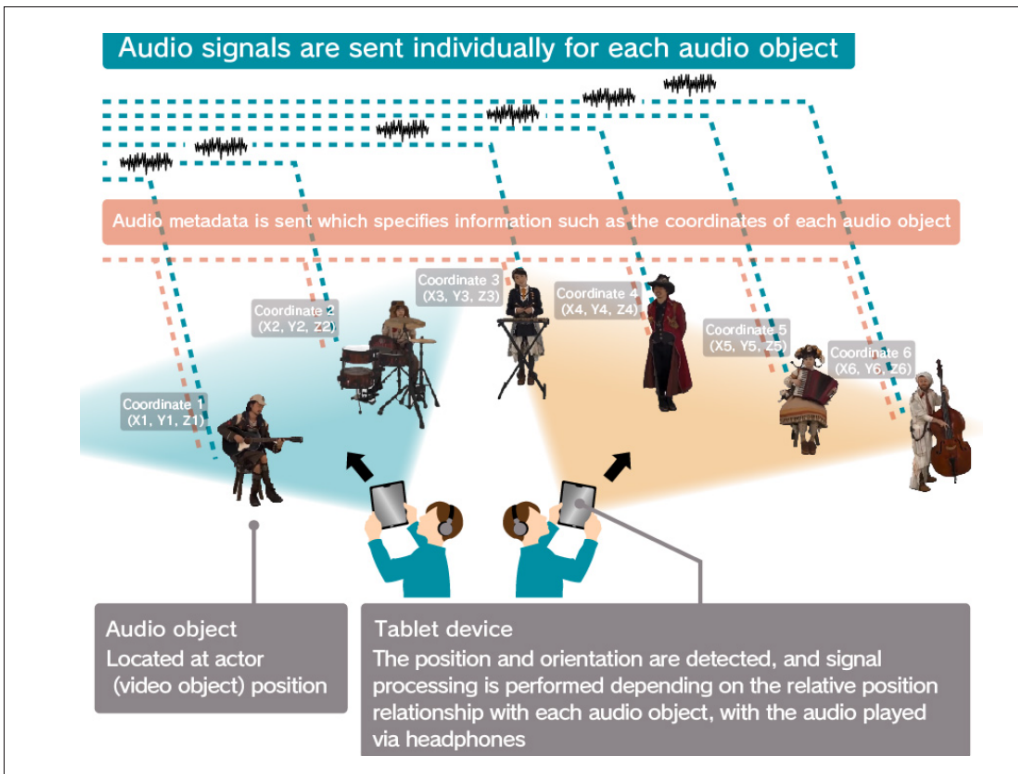 Audio signals are sent individually for each audio object
Audio metadata is sent which specifies information such as the coordinates of each audio object
Coordinate 1
(X1, Y1, Z1)
Coordinate 2
(X2, Y2, Z2)
Coordinate 3
(X3, Y3, Z3)
Coordinate 4
(X4, Y4, Z4)
Coordinate 5
(X5, Y5, Z5)
Coordinate 6
(X6, Y6, Z6)
Audio object
Located at actor
(video object) position
Tablet device
The position and orientation are detected, and signal
processing is performed depending on the relative position
relationship with each audio object, with the audio played
via headphones